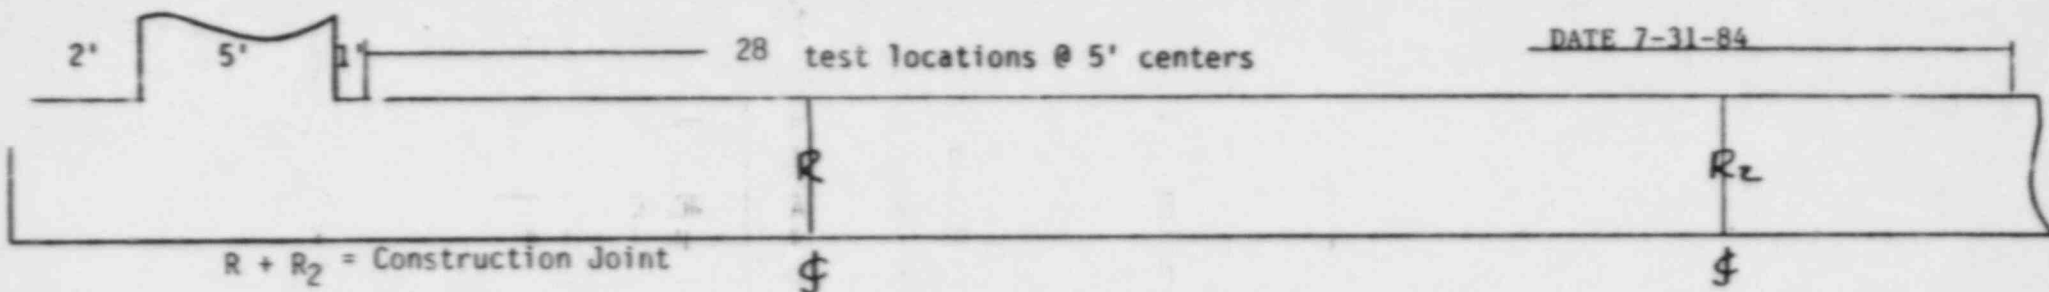 2' 5' 1' 28 test locations @ 5' centers DATE 7-31-84
R R2
R + R2 = Construction Joint ¢ ¢